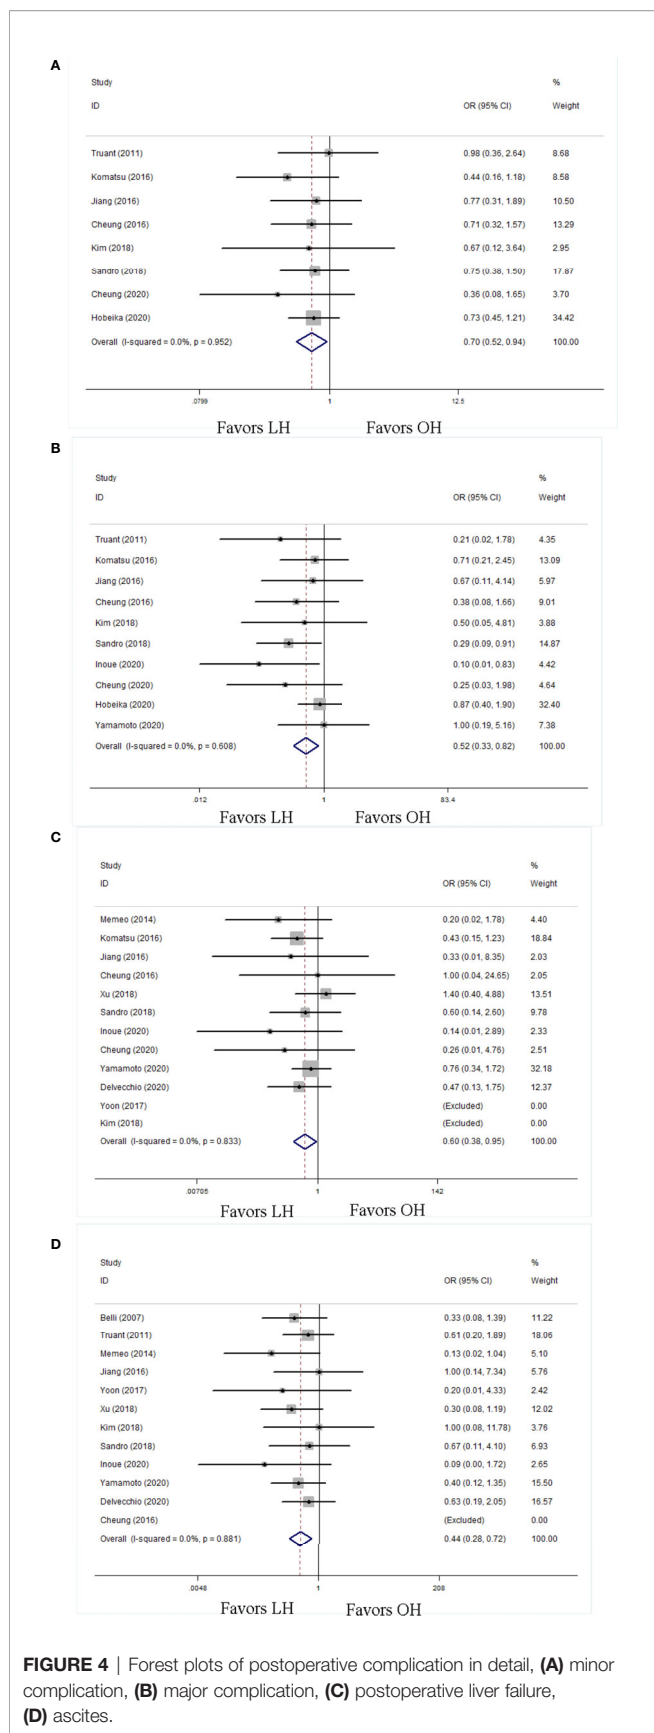 A
Study %
ID OR (95% CI) Weight
Truant (2011) 0.98 (0.36, 2.64) 8.68
Komatsu (2016) 0.44 (0.16, 1.18) 8.58
Jiang (2016) 0.77 (0.31, 1.89) 10.50
Cheung (2016) 0.71 (0.32, 1.57) 13.29
Kim (2018) 0.67 (0.12, 3.64) 2.95
Sandro (2018) 0.75 (0.38, 1.50) 17.87
Cheung (2020) 0.36 (0.08, 1.65) 3.70
Hobeika (2020) 0.73 (0.45, 1.21) 34.42
Overall (I-squared = 0.0%, p = 0.952) 0.70 (0.52, 0.94) 100.00
.0799 1 12.5
Favors LH Favors OH
B
Study %
ID OR (95% CI) Weight
Truant (2011) 0.21 (0.02, 1.78) 4.35
Komatsu (2016) 0.71 (0.21, 2.45) 13.09
Jiang (2016) 0.67 (0.11, 4.14) 5.97
Cheung (2016) 0.38 (0.08, 1.66) 9.01
Kim (2018) 0.50 (0.05, 4.81) 3.88
Sandro (2018) 0.29 (0.09, 0.91) 14.87
Inoue (2020) 0.10 (0.01, 0.83) 4.42
Cheung (2020) 0.25 (0.03, 1.98) 4.64
Hobeika (2020) 0.87 (0.40, 1.90) 32.40
Yamamoto (2020) 1.00 (0.19, 5.16) 7.38
Overall (I-squared = 0.0%, p = 0.608) 0.52 (0.33, 0.82) 100.00
.012 1 83.4
Favors LH Favors OH
C
Study %
ID OR (95% CI) Weight
Memeo (2014) 0.20 (0.02, 1.78) 4.40
Komatsu (2016) 0.43 (0.15, 1.23) 18.84
Jiang (2016) 0.33 (0.01, 8.35) 2.03
Cheung (2016) 1.00 (0.04, 24.65) 2.05
Xu (2018) 1.40 (0.40, 4.88) 13.51
Sandro (2018) 0.60 (0.14, 2.60) 9.78
Inoue (2020) 0.14 (0.01, 2.89) 2.33
Cheung (2020) 0.26 (0.01, 4.76) 2.51
Yamamoto (2020) 0.76 (0.34, 1.72) 32.18
Delvecchio (2020) 0.47 (0.13, 1.75) 12.37
Yoon (2017) (Excluded) 0.00
Kim (2018) (Excluded) 0.00
Overall (I-squared = 0.0%, p = 0.833) 0.60 (0.38, 0.95) 100.00
.00705 1 142
Favors LH Favors OH
D
Study %
ID OR (95% CI) Weight
Belli (2007) 0.33 (0.08, 1.39) 11.22
Truant (2011) 0.61 (0.20, 1.89) 18.06
Memeo (2014) 0.13 (0.02, 1.04) 5.10
Jiang (2016) 1.00 (0.14, 7.34) 5.76
Yoon (2017) 0.20 (0.01, 4.33) 2.42
Xu (2018) 0.30 (0.08, 1.19) 12.02
Kim (2018) 1.00 (0.08, 11.78) 3.76
Sandro (2018) 0.67 (0.11, 4.10) 6.93
Inoue (2020) 0.09 (0.00, 1.72) 2.65
Yamamoto (2020) 0.40 (0.12, 1.35) 15.50
Delvecchio (2020) 0.63 (0.19, 2.05) 16.57
Cheung (2016) (Excluded) 0.00
Overall (I-squared = 0.0%, p = 0.881) 0.44 (0.28, 0.72) 100.00
.0048 1 208
Favors LH Favors OH
FIGURE 4 | Forest plots of postoperative complication in detail, (A) minor
complication, (B) major complication, (C) postoperative liver failure,
(D) ascites.